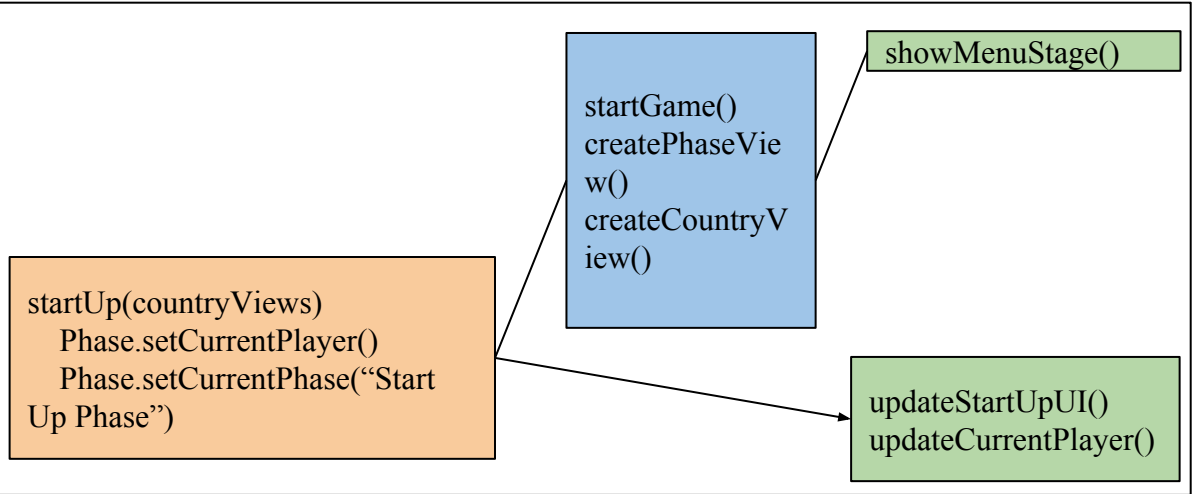 showMenuStage()
startGame()
createPhaseVie
w()
createCountryV
iew()
startUp(countryViews)
Phase.setCurrentPlayer()
Phase.setCurrentPhase(“Start
Up Phase”)
updateStartUpUI()
updateCurrentPlayer()